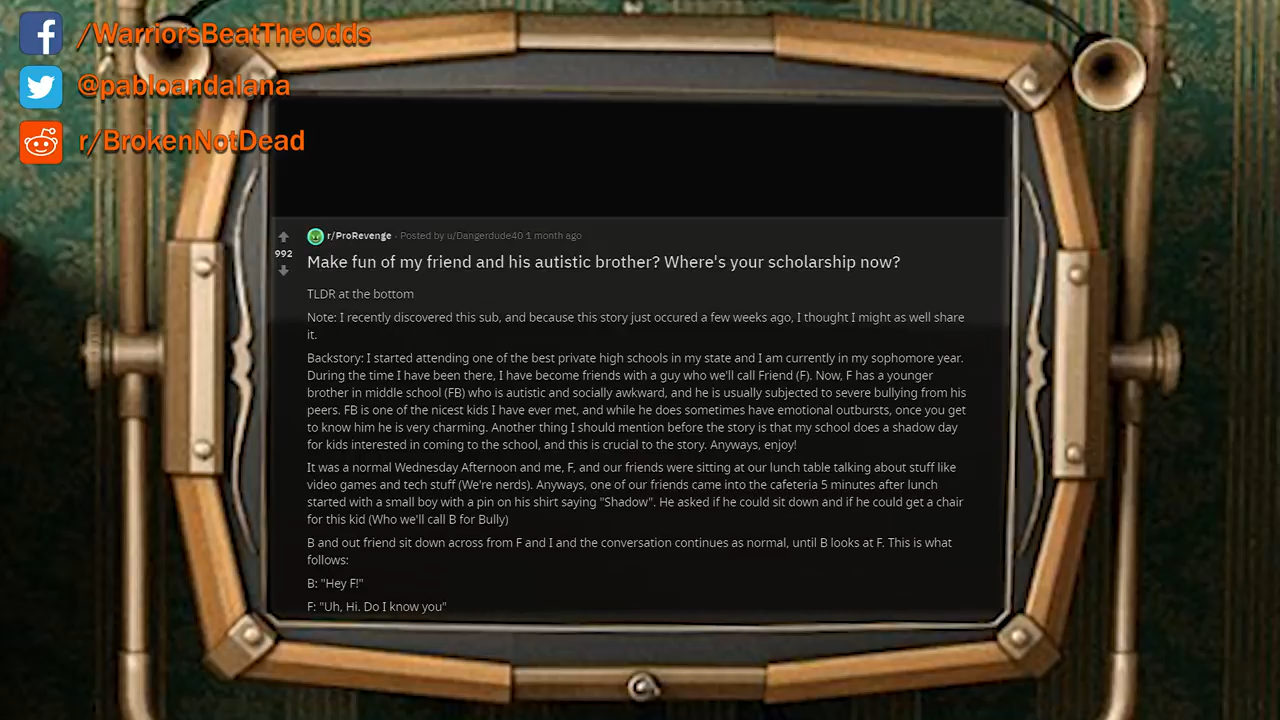 /WarriorsBeatTheOdds
@pabloandalana
r/BrokenNotDead
r/ProRevenge · Posted by u/Dangerdude40 1 month ago
992
Make fun of my friend and his autistic brother? Where's your scholarship now?
TLDR at the bottom
Note: I recently discovered this sub, and because this story just occured a few weeks ago, I thought I might as well share
it.
Backstory: I started attending one of the best private high schools in my state and I am currently in my sophomore year.
During the time I have been there, I have become friends with a guy who we'll call Friend (F). Now, F has a younger
brother in middle school (FB) who is autistic and socially awkward, and he is usually subjected to severe bullying from his
peers. FB is one of the nicest kids I have ever met, and while he does sometimes have emotional outbursts, once you get
to know him he is very charming. Another thing I should mention before the story is that my school does a shadow day
for kids interested in coming to the school, and this is crucial to the story. Anyways, enjoy!
It was a normal Wednesday Afternoon and me, F, and our friends were sitting at our lunch table talking about stuff like
video games and tech stuff (We're nerds). Anyways, one of our friends came into the cafeteria 5 minutes after lunch
started with a small boy with a pin on his shirt saying "Shadow". He asked if he could sit down and if he could get a chair
for this kid (Who we'll call B for Bully)
B and out friend sit down across from F and I and the conversation continues as normal, until B looks at F. This is what
follows:
B: "Hey F!"
F: "Uh, Hi. Do I know you"